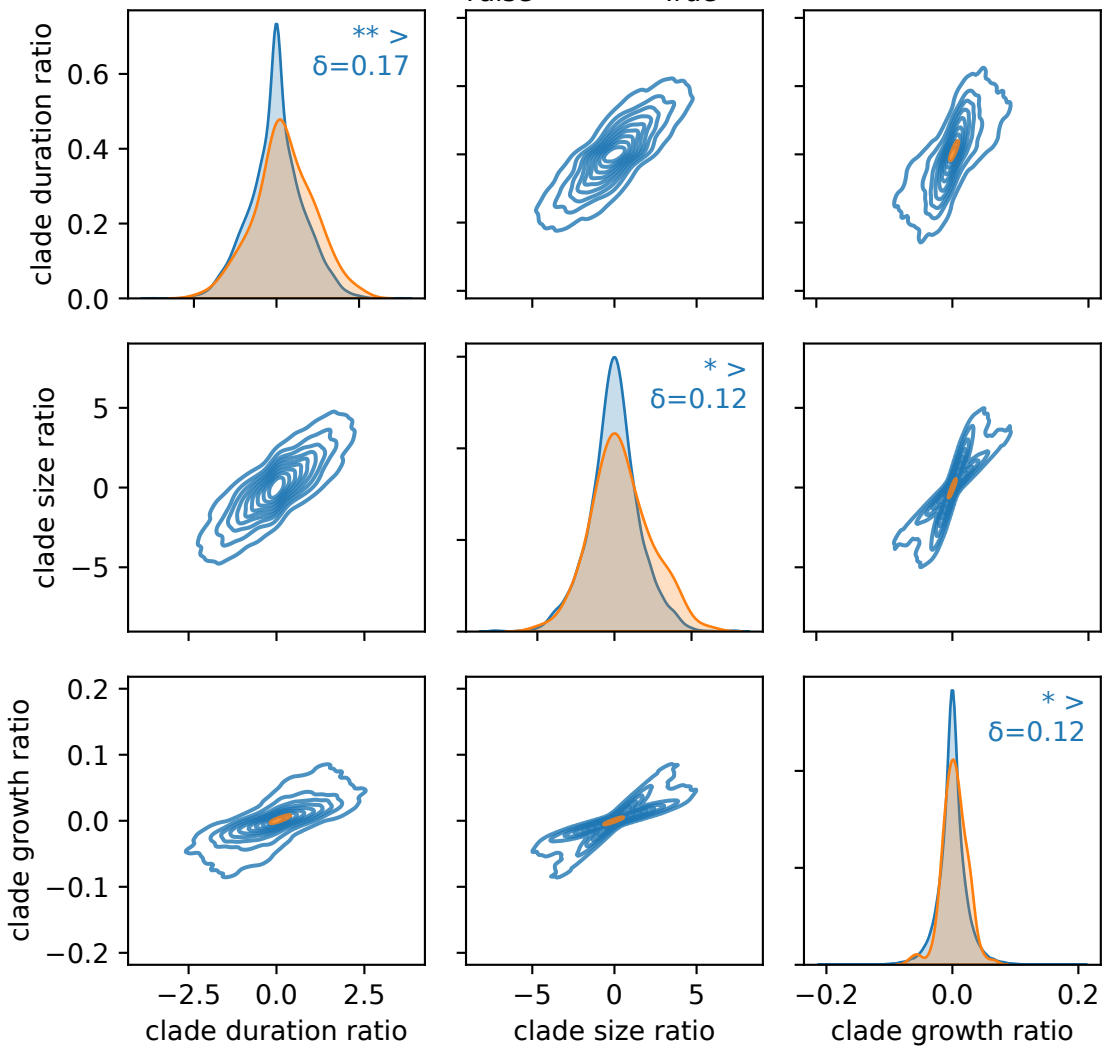 clade duration ratio
0.6
0.4
0.2
0.0
** >
δ=0.17
clade size ratio
5
0
−5
* >
δ=0.12
clade growth ratio
0.2
0.1
0.0
−0.1
−0.2
* >
δ=0.12
−2.5 0.0 2.5
−5 0 5
−0.2 0.0 0.2
clade duration ratio
clade size ratio
clade growth ratio